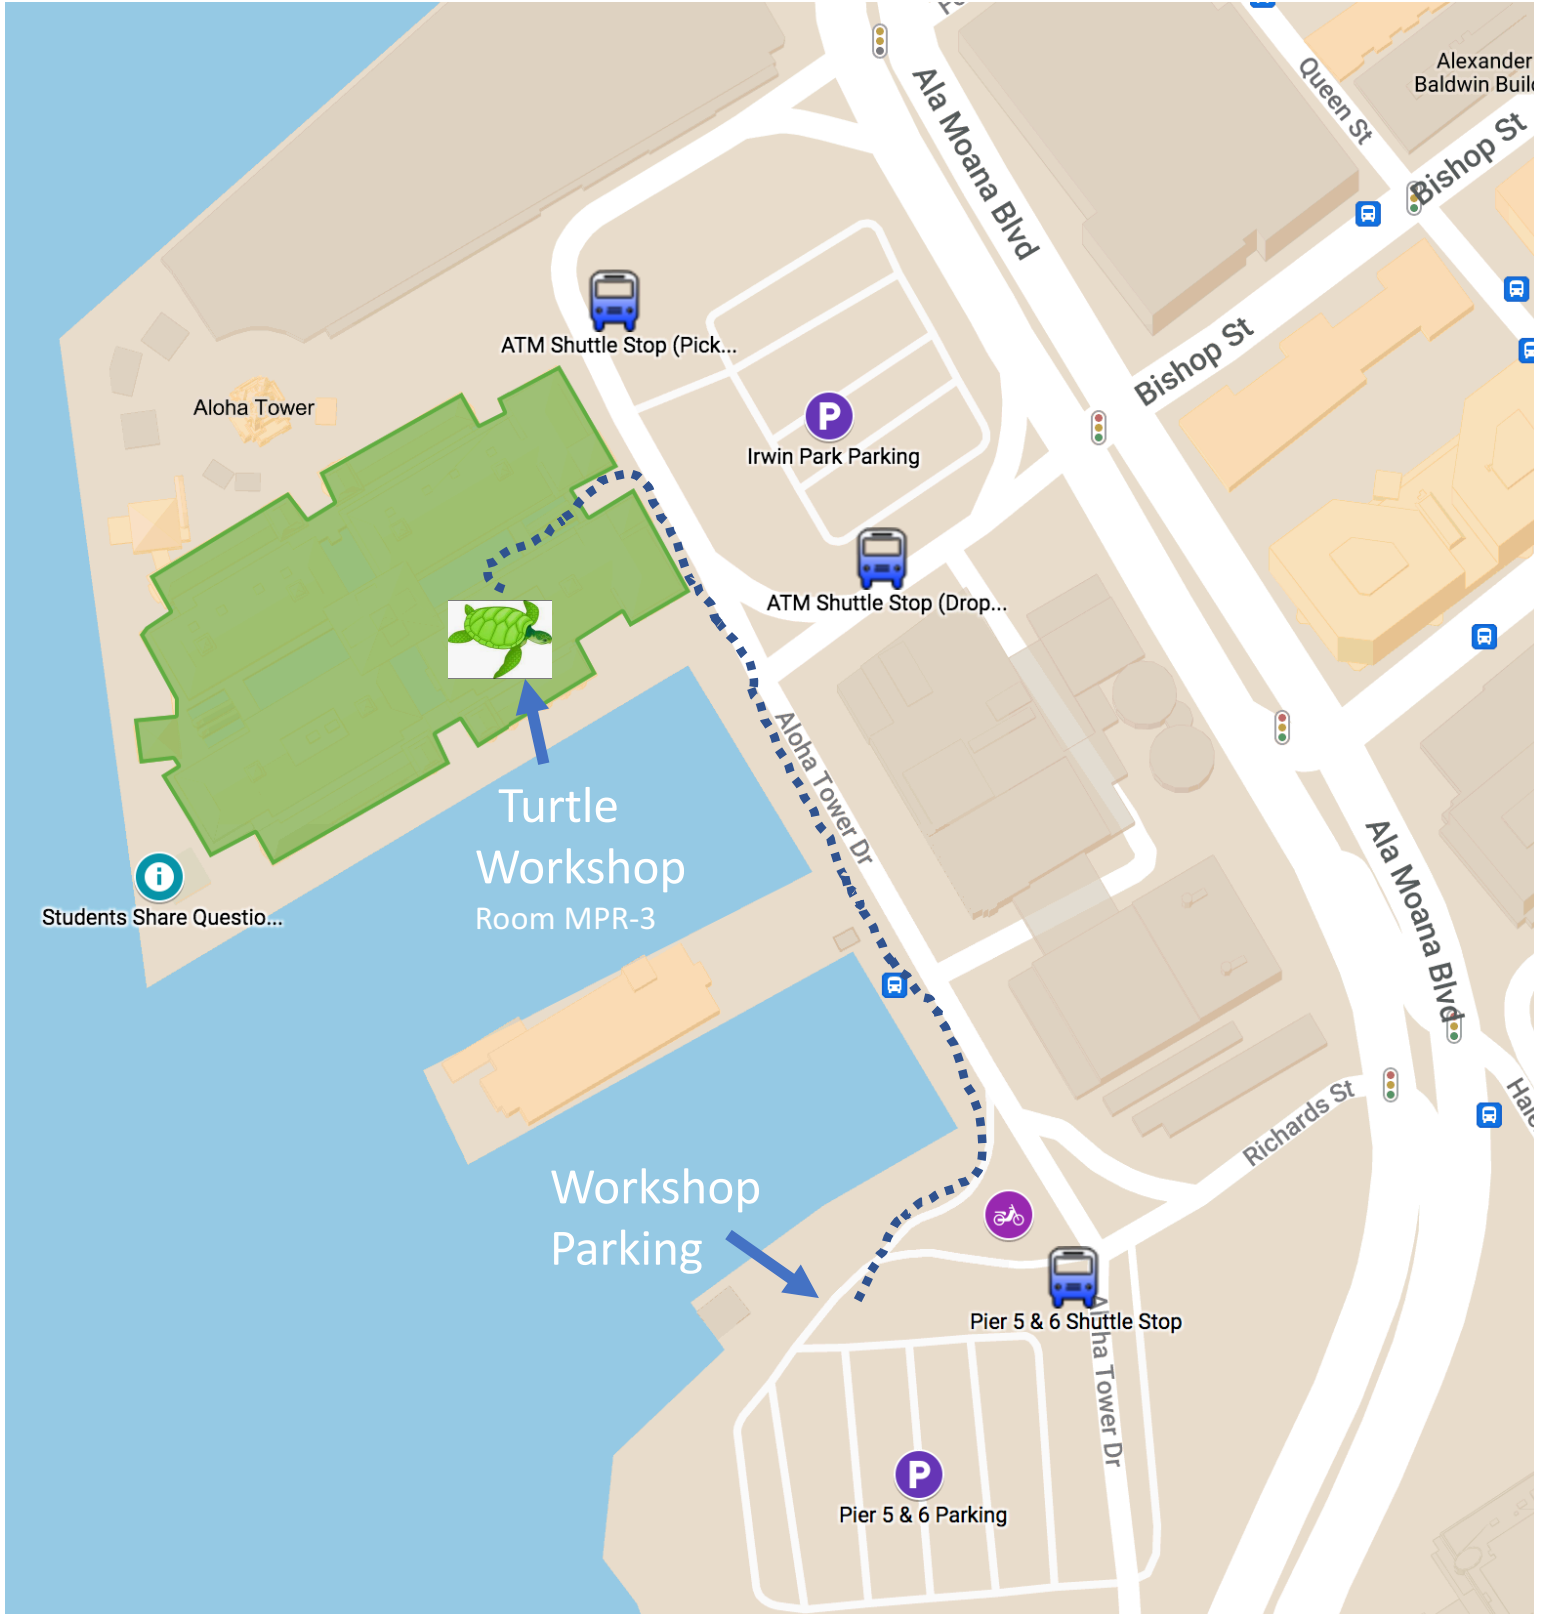 Ala Moana Blvd
Queen St
Alexander
Baldwin Buil
Bishop St
ATM Shuttle Stop (Pick...
Bishop St
Aloha Tower
P
Irwin Park Parking
ATM Shuttle Stop (Drop...
Aloha Tower Dr
Turtle
Workshop
Room MPR-3
i
Students Share Questio...
Ala Moana Blvd
Richards St
Hale
Workshop
Parking
Pier 5 & 6 Shuttle Stop
Aloha Tower Dr
P
Pier 5 & 6 Parking